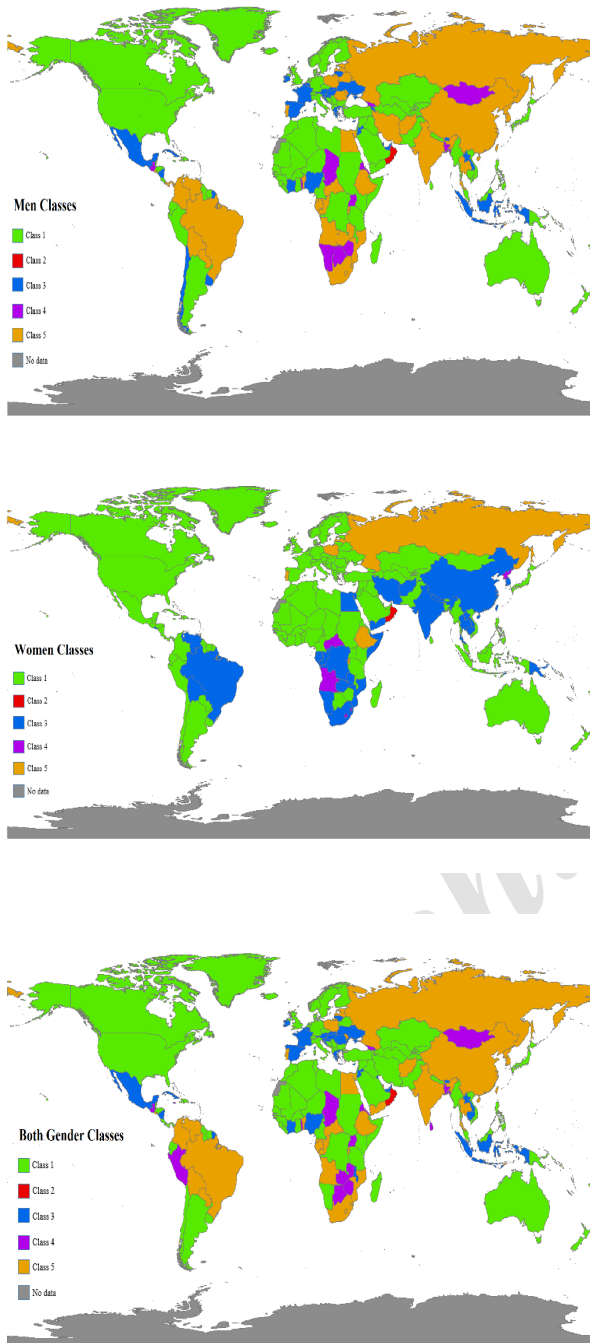 Men Classes
Class 1
Class 2
Class 3
Class 4
Class 5
No data
Women Classes
Class 1
Class 2
Class 3
Class 4
Class 5
No data
Both Gender Classes
Class 1
Class 2
Class 3
Class 4
Class 5
No data